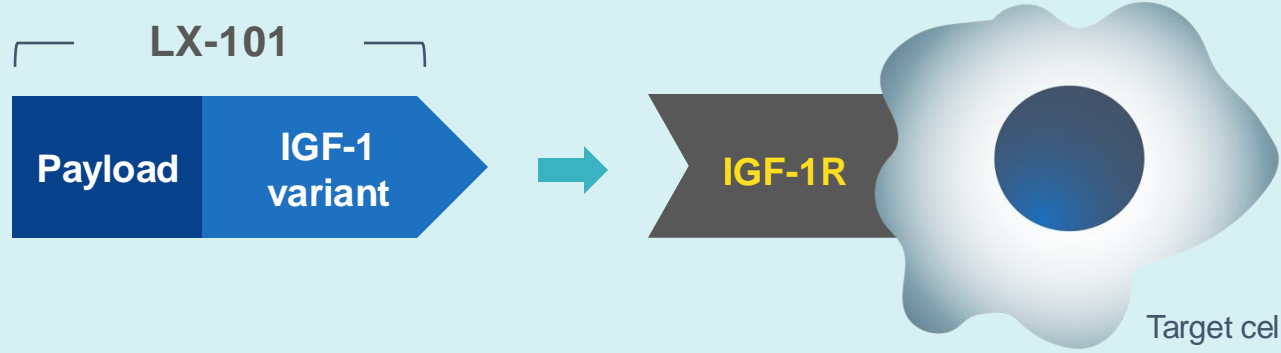 LX-101
Payload
IGF-1
variant
IGF-1R
Target cel